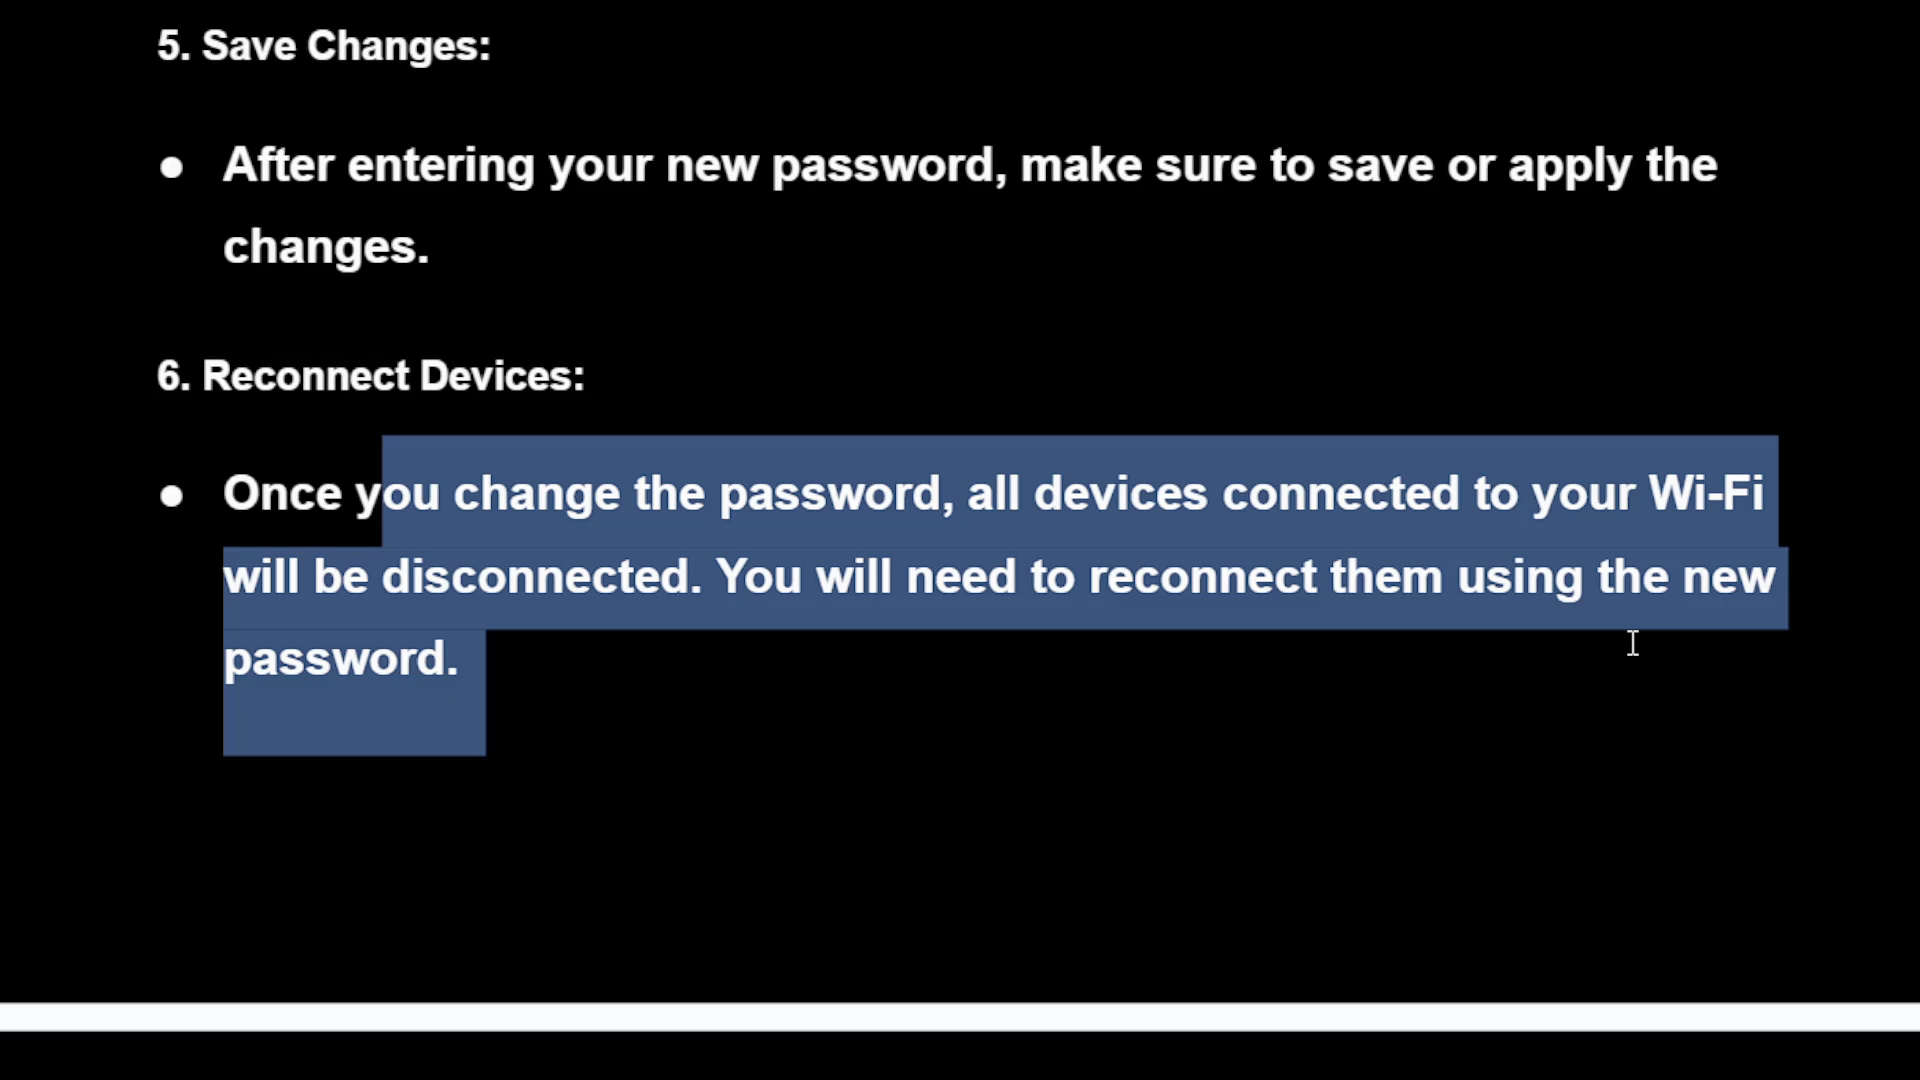 5. Save Changes:
● After entering your new password, make sure to save or apply the
changes.
6. Reconnect Devices:
● Once you change the password, all devices connected to your Wi-Fi
will be disconnected. You will need to reconnect them using the new
password.